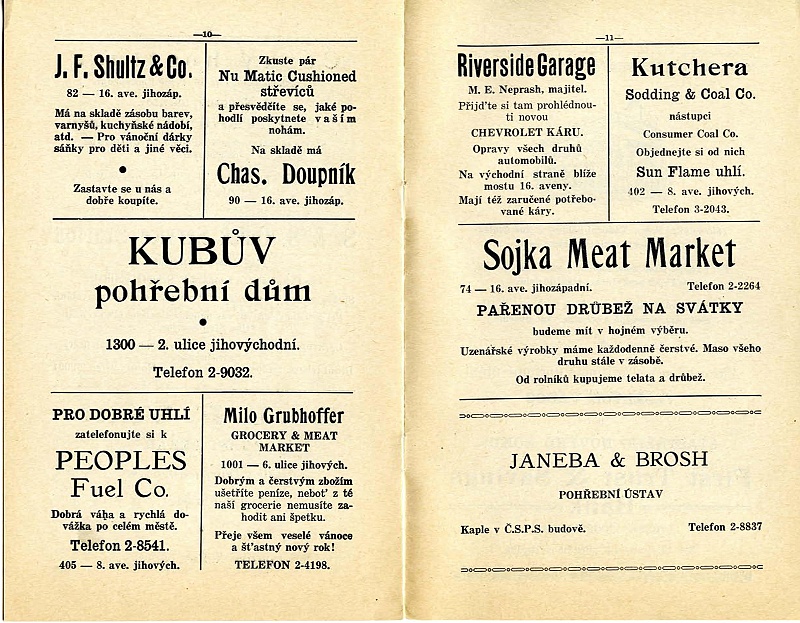 —10—
J. F. Shultz & Co.
82 — 16. ave. jihozáp.
Má na skladě zásobu barev,
varnyšů, kuchyňské nádobí,
atd. — Pro vánoční dárky
sáňky pro děti a jiné věci.
Zastavte se u nás a
dobře koupíte.
Zkuste pár
Nu Matic Cushioned
střevíců
a přesvědčíte se, jaké po-
hodlí poskytnete vaším
nohám.
Na skladě má
Chas. Doupník
90 — 16. ave. jihozáp.
KUBŮV
pohřební dům
1300 — 2. ulice jihovýchodní.
Telefon 2-9032.
PRO DOBRÉ UHLÍ
zatelefonujte si k
PEOPLES
Fuel Co.
Dobrá váha a rychlá do-
vážka po celém městě.
Telefon 2-8541.
405 — 8. ave. jihových.
Milo Grubhoffer
GROCERY & MEAT
MARKET
1001 — 6. ulice jihových.
Dobrým a čerstvým zbožím
ušetříte peníze, neboť z té
naší grocerie nemusíte za-
hodit ani špetku.
Přeje všem veselé vánoce
a šťastný nový rok!
TELEFON 2-4198.
—11—
Riverside Garage
M. E. Neprash, majitel.
Přijďte si tam prohlédnou-
ti novou
CHEVROLET KÁRU.
Opravy všech druhů
automobilů.
Na východní straně blíže
mostu 16. aveny.
Mají též zaručené potřebo-
vané káry.
Kutchera
Sodding & Coal Co.
nástupci
Consumer Coal Co.
Objednejte si od nich
Sun Flame uhlí.
402 — 8. ave. jihových.
Telefon 3-2043.
Sojka Meat Market
74 — 16. ave. jihozápadní. Telefon 2-2264
PAŘENOU DRŮBEŽ NA SVÁTKY
budeme mít v hojném výběru.
Uzenářské výrobky máme každodenně čerstvé. Maso všeho
druhu stále v zásobě.
Od rolníků kupujeme telata a drůbež.
JANEBA & BROSH
POHŘEBNÍ ÚSTAV
Kaple v Č.S.P.S. budově. Telefon 2-8837